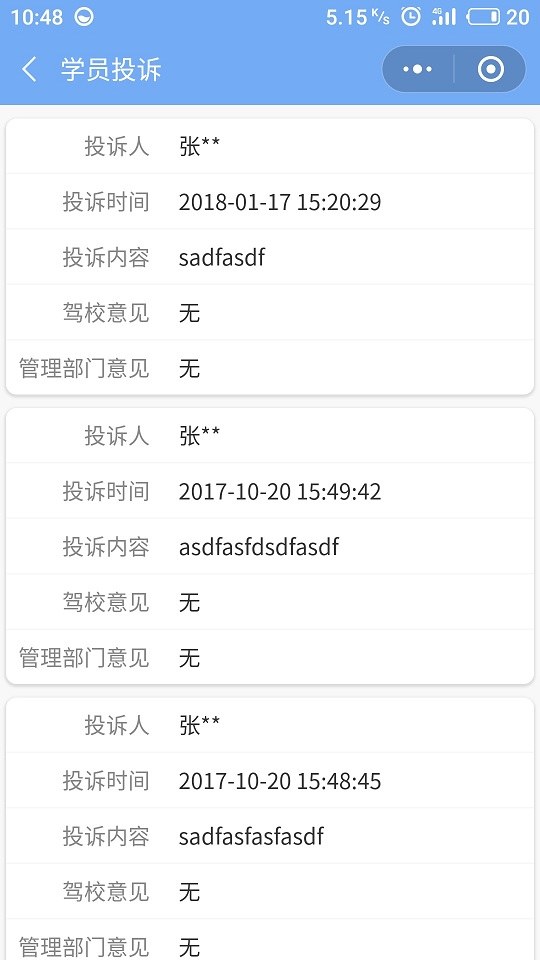 10:48 5.15 K/s 4G 20
学员投诉
投诉人 张**
投诉时间 2018-01-17 15:20:29
投诉内容 sadfasdf
驾校意见 无
管理部门意见 无
投诉人 张**
投诉时间 2017-10-20 15:49:42
投诉内容 asdfasfdsdfasdf
驾校意见 无
管理部门意见 无
投诉人 张**
投诉时间 2017-10-20 15:48:45
投诉内容 sadfasfasfasdf
驾校意见 无
管理部门意见 无